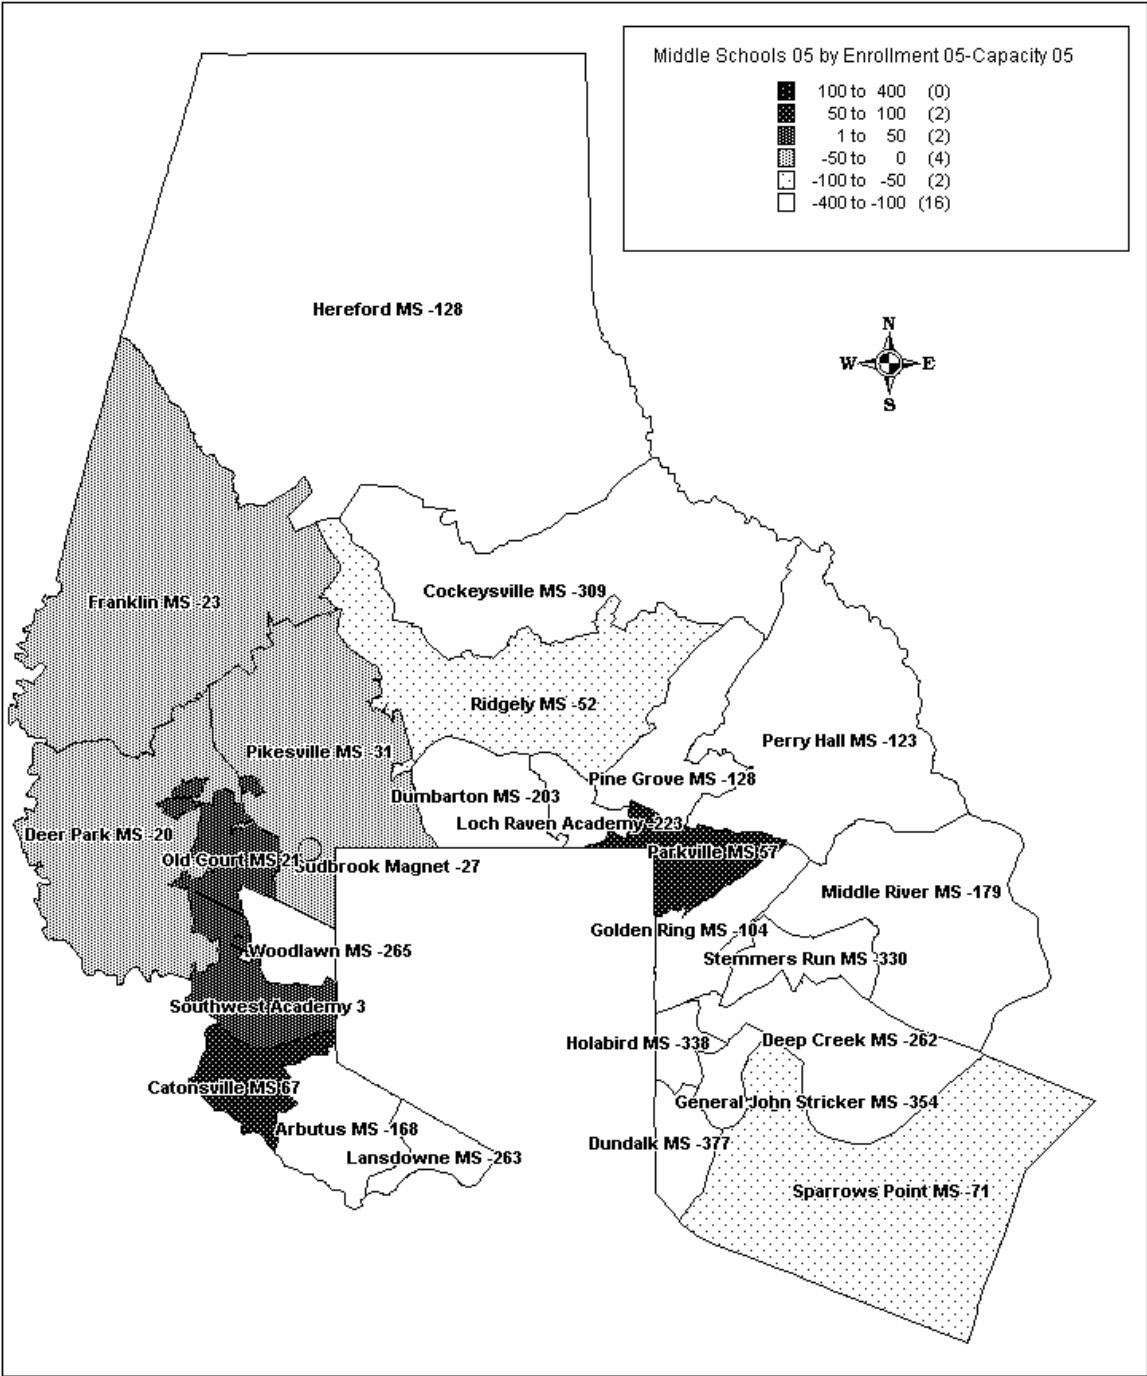 Middle Schools 05 by Enrollment 05-Capacity 05
100 to 400 (0)
50 to 100 (2)
1 to 50 (2)
-50 to 0 (4)
-100 to -50 (2)
-400 to -100 (16)
Hereford MS -128
N
W E
S
Cockeysville MS -309
Franklin MS -23
Ridgely MS -52
Perry Hall MS -123
Pikesville MS -31
Pine Grove MS -128
Dumbarton MS -203
Loch Raven Academy -223
Deer Park MS -20
Parkville MS 57
Old Court MS 21
Sudbrook Magnet -27
Middle River MS -179
Golden Ring MS -104
Woodlawn MS -265
Stemmers Run MS -330
Southwest Academy 3
Holabird MS -338
Deep Creek MS -262
Catonsville MS 67
General John Stricker MS -354
Arbutus MS -168
Dundalk MS -377
Lansdowne MS -263
Sparrows Point MS -71